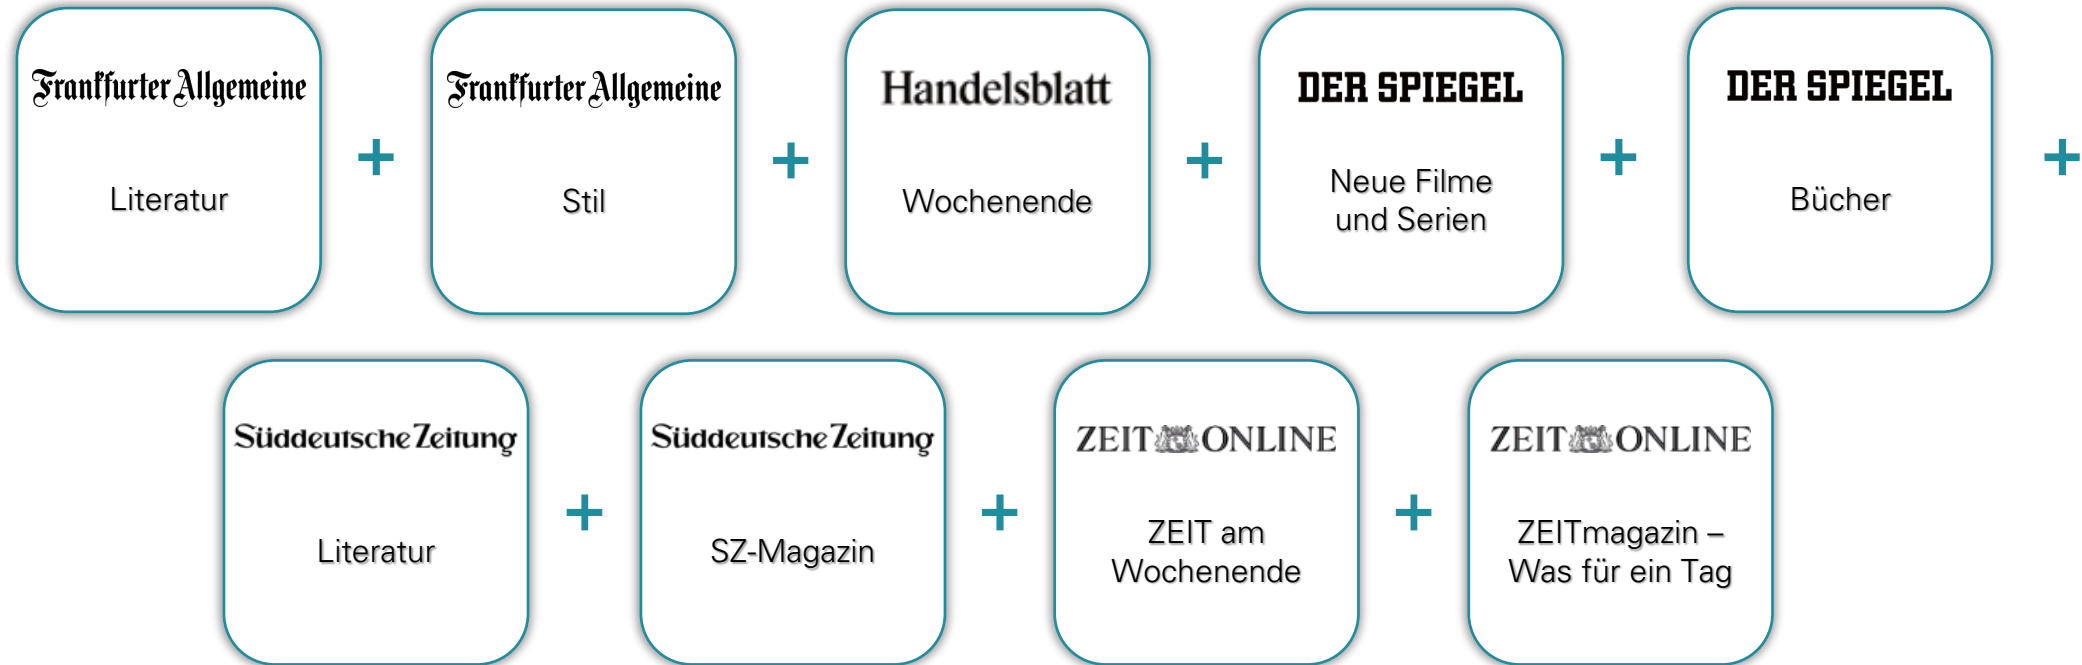 Frankfurter Allgemeine
Literatur
+
Frankfurter Allgemeine
Stil
+
Handelsblatt
Wochenende
+
DER SPIEGEL
Neue Filme
und Serien
+
DER SPIEGEL
Bücher
+
Süddeutsche Zeitung
Literatur
+
Süddeutsche Zeitung
SZ-Magazin
+
ZEIT ONLINE
ZEIT am
Wochenende
+
ZEIT ONLINE
ZEITmagazin –
Was für ein Tag